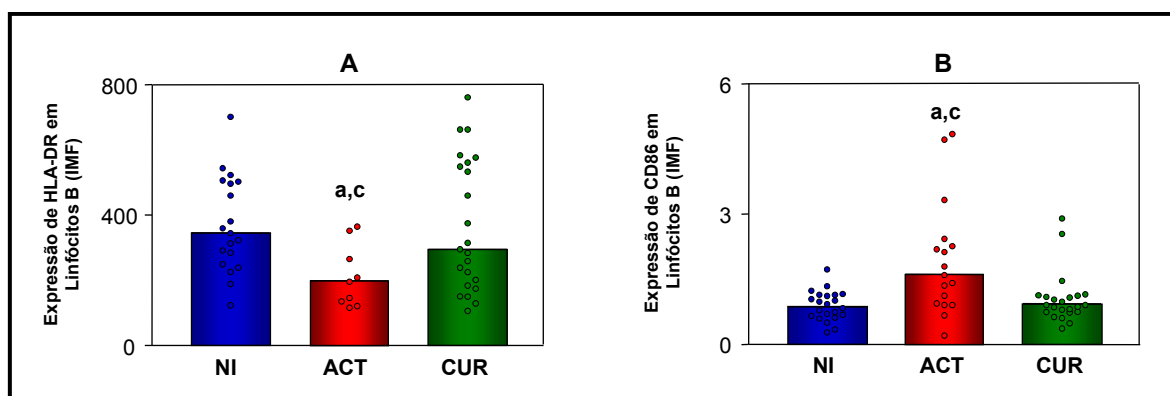 A
Expressão de HLA-DR em
Linfócitos B (IMF)
800
400
0
a,c
NI
ACT
CUR
B
Expressão de CD86 em
Linfócitos B (IMF)
6
3
0
a,c
NI
ACT
CUR